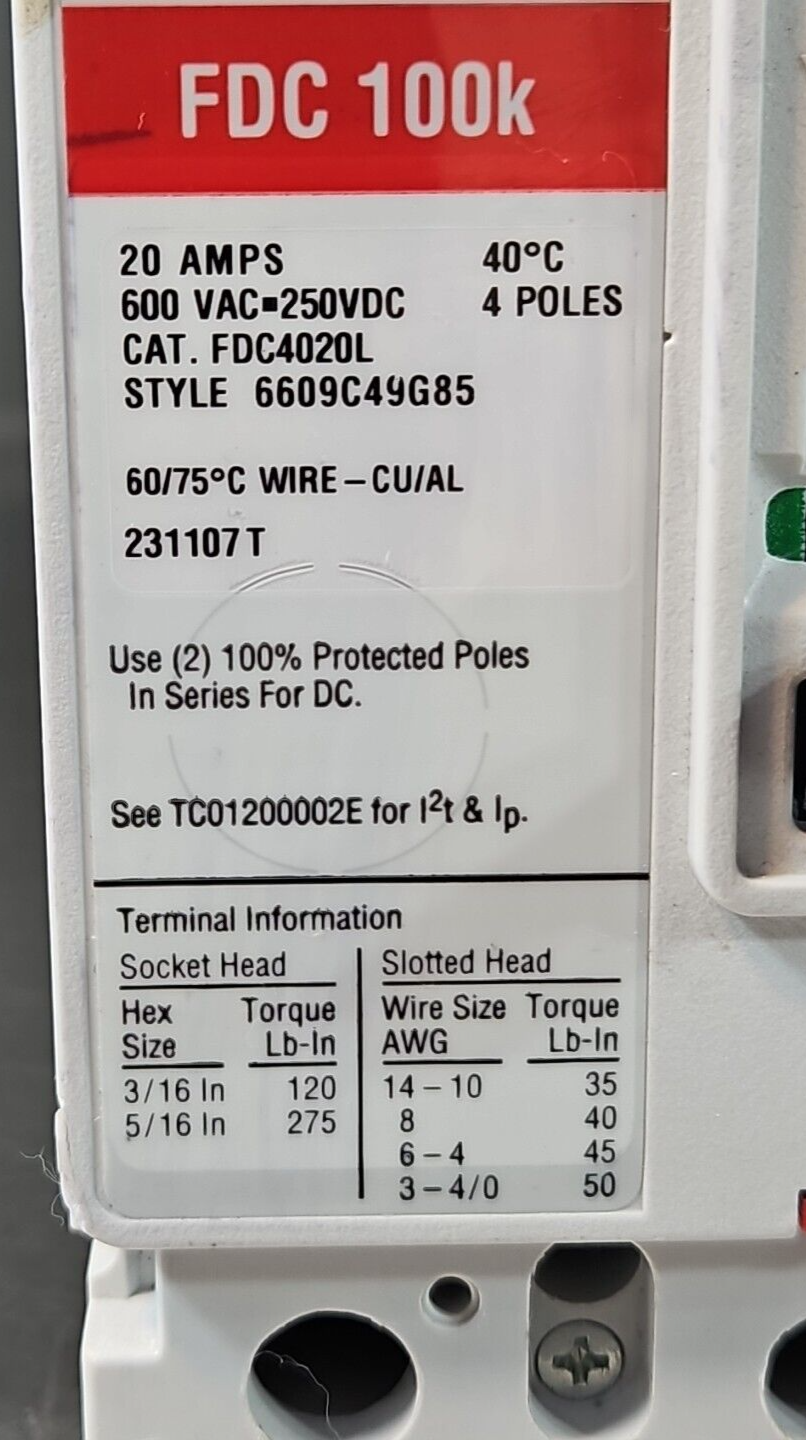 FDC 100k
20 AMPS 40°C
600 VAC■250VDC 4 POLES
CAT. FDC4020L
STYLE 6609C49G85
60/75°C WIRE – CU/AL
231107T
Use (2) 100% Protected Poles
In Series For DC.
See TC01200002E for I²t & Ip.
Terminal Information
Socket Head Slotted Head
Hex Torque Wire Size Torque
Size Lb-In AWG Lb-In
3/16 In 120 14 – 10 35
5/16 In 275 8 40
6 – 4 45
3 – 4/0 50